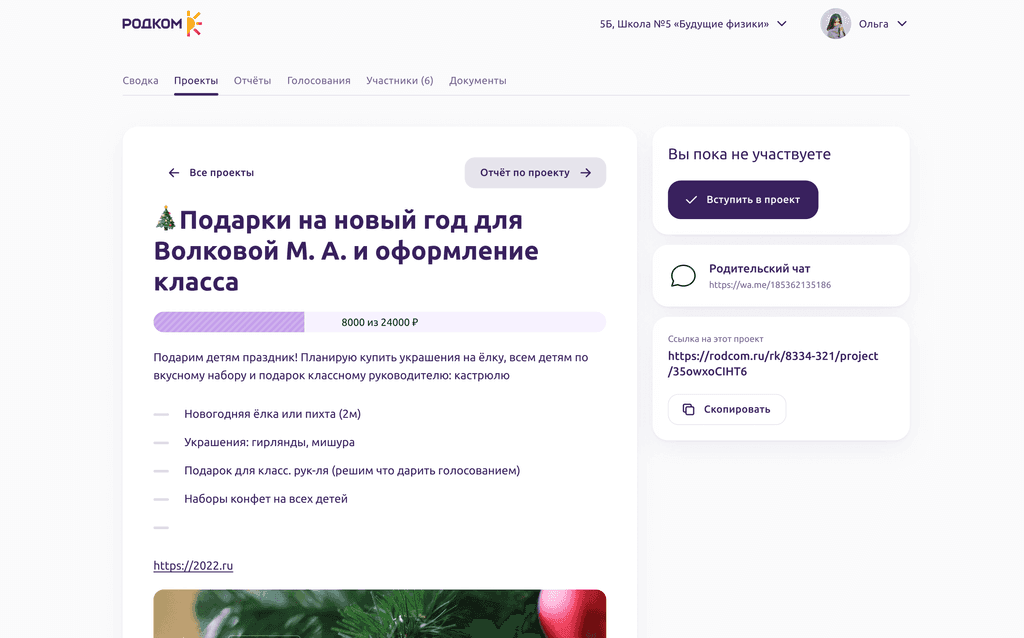 РОДКОМ
5Б, Школа №5 «Будущие физики»
Ольга
Сводка
Проекты
Отчёты
Голосования
Участники (6)
Документы
Все проекты
Отчёт по проекту
Подарки на новый год для
Волковой М. А. и оформление
класса
8000 из 24000 ₽
Подарим детям праздник! Планирую купить украшения на ёлку, всем детям по
вкусному набору и подарок классному руководителю: кастрюлю
Новогодняя ёлка или пихта (2м)
Украшения: гирлянды, мишура
Подарок для класс. рук-ля (решим что дарить голосованием)
Наборы конфет на всех детей
https://2022.ru
Вы пока не участвуете
Вступить в проект
Родительский чат
https://wa.me/185362135186
Ссылка на этот проект
https://rodcom.ru/rk/8334-321/project
/35owxoCIHT6
Скопировать